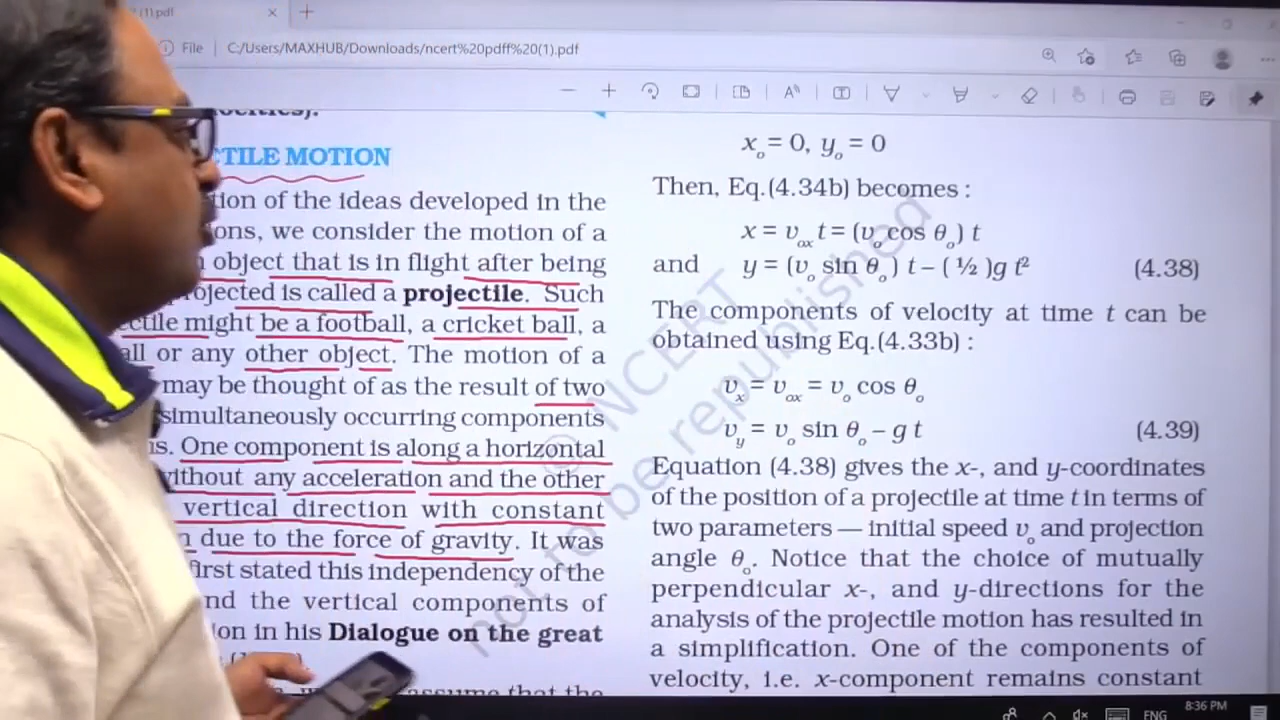 (1).pdf
File C:/Users/MAXHUB/Downloads/ncert%20pdff%20(1).pdf
TILE MOTION
tion of the ideas developed in the
ons, we consider the motion of a
object that is in flight after being
ojected is called a projectile. Such
ctile might be a football, a cricket ball, a
all or any other object. The motion of a
may be thought of as the result of two
simultaneously occurring components
is. One component is along a horizontal
without any acceleration and the other
vertical direction with constant
n due to the force of gravity. It was
first stated this independency of the
nd the vertical components of
ion in his Dialogue on the great
assume that the
xₒ = 0, yₒ = 0
Then, Eq.(4.34b) becomes :
x = vₒₓ t = (vₒ cos θₒ ) t
and y = (vₒ sin θₒ ) t – ( ½ )g t² (4.38)
The components of velocity at time t can be
obtained using Eq.(4.33b) :
vₓ = vₒₓ = vₒ cos θₒ
v_y = vₒ sin θₒ – g t (4.39)
Equation (4.38) gives the x-, and y-coordinates
of the position of a projectile at time t in terms of
two parameters — initial speed vₒ and projection
angle θₒ. Notice that the choice of mutually
perpendicular x-, and y-directions for the
analysis of the projectile motion has resulted in
a simplification. One of the components of
velocity, i.e. x-component remains constant
© NCERT
not to be republished
ENG
8:36 PM